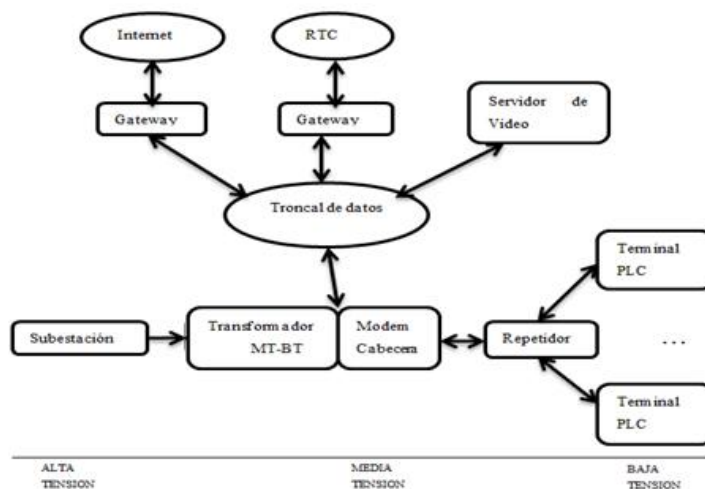 Internet
RTC
Gateway
Gateway
Servidor de
Video
Troncal de datos
Terminal
PLC
Subestación
Transformador
MT-BT
Modem
Cabecera
Repetidor
...
Terminal
PLC
ALTA
TENSION
MEDIA
TENSION
BAJA
TENSION